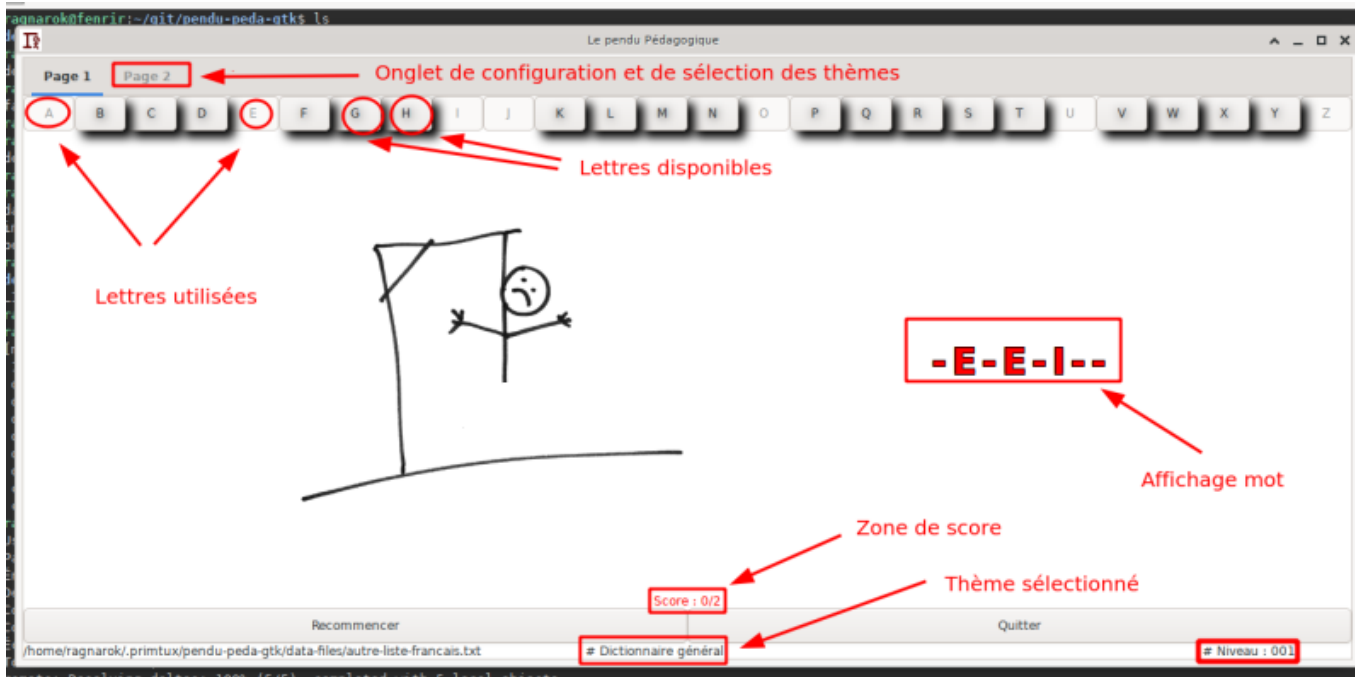 ragnarok@fenrir:~/git/pendu-peda-gtk$ ls
Le pendu Pédagogique
Page 1 Page 2 Onglet de configuration et de sélection des thèmes
A B C D E F G H I J K L M N O P Q R S T U V W X Y Z
Lettres disponibles
Lettres utilisées
-E-E-I--
Affichage mot
Zone de score
Thème sélectionné
Score : 0/2
Recommencer Quitter
/home/ragnarok/.primtux/pendu-peda-gtk/data-files/autre-liste-francais.txt # Dictionnaire général # Niveau : 001